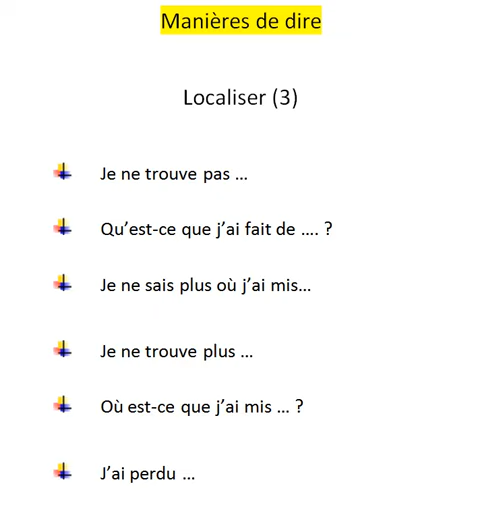 Manières de dire
Localiser (3)
Je ne trouve pas …
Qu’est-ce que j’ai fait de …. ?
Je ne sais plus où j’ai mis…
Je ne trouve plus …
Où est-ce que j’ai mis … ?
J’ai perdu …